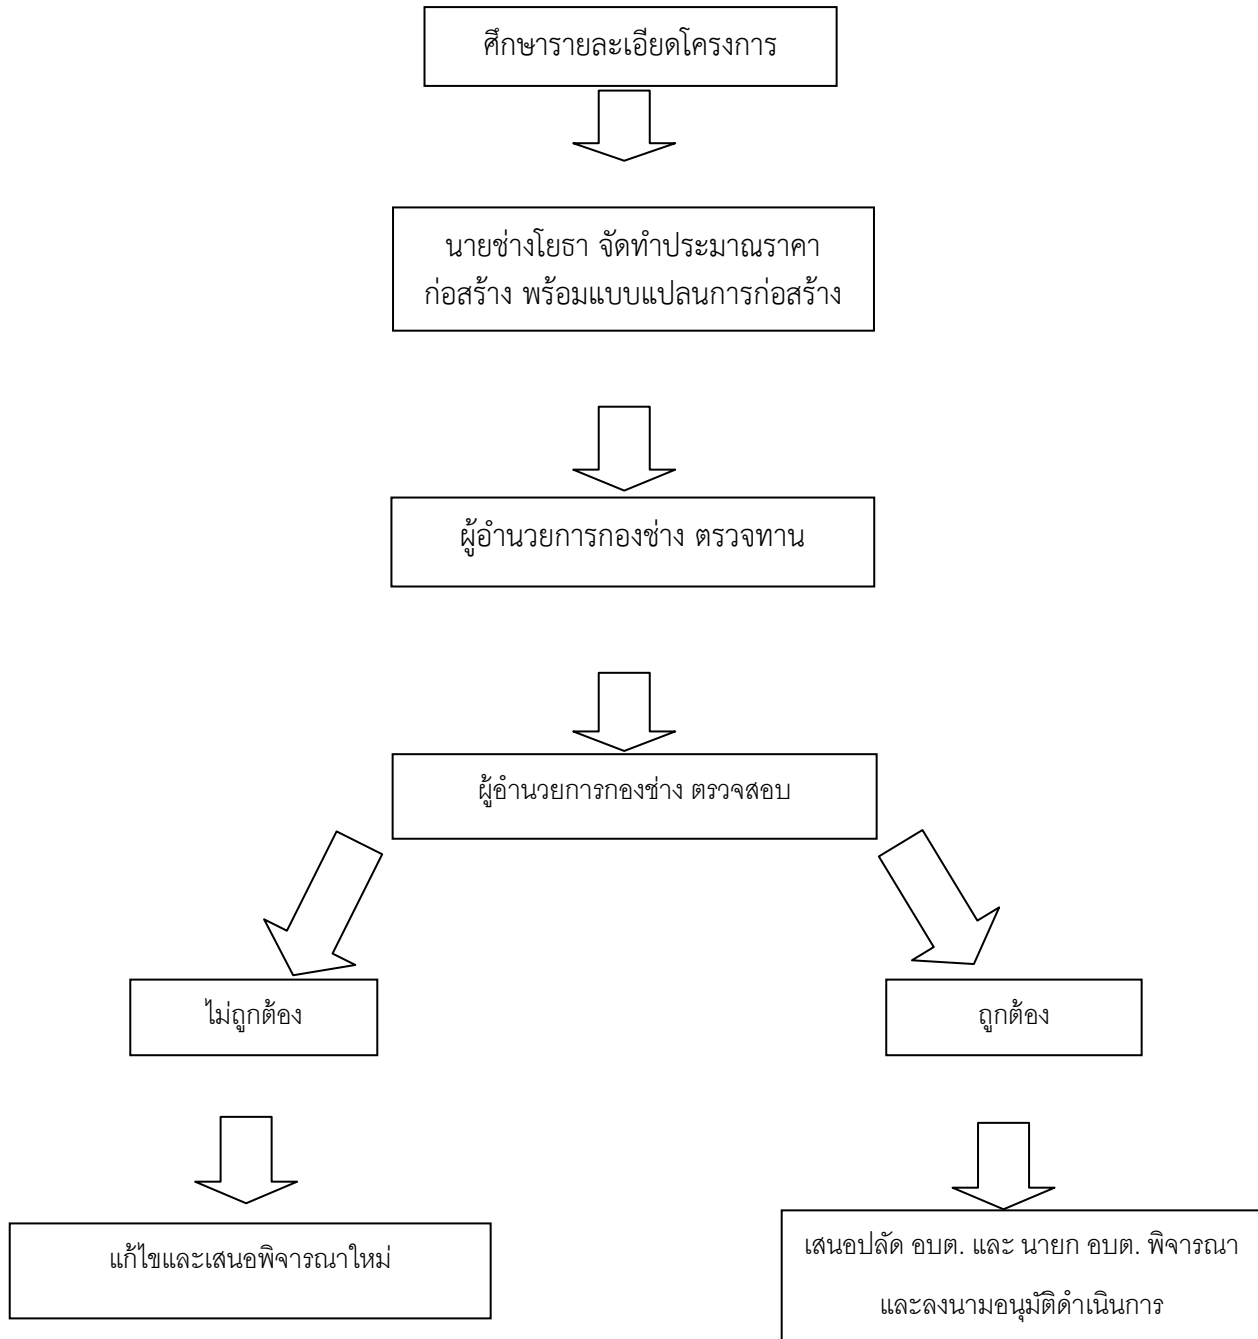 ศึกษารายละเอียดโครงการ
นายช่างโยธา จัดทำประมาณราคา
ก่อสร้าง พร้อมแบบแปลนการก่อสร้าง
ผู้อำนวยการกองช่าง ตรวจทาน
ผู้อำนวยการกองช่าง ตรวจสอบ
ไม่ถูกต้อง
ถูกต้อง
แก้ไขและเสนอพิจารณาใหม่
เสนอปลัด อบต. และ นายก อบต. พิจารณา
และลงนามอนุมัติดำเนินการ